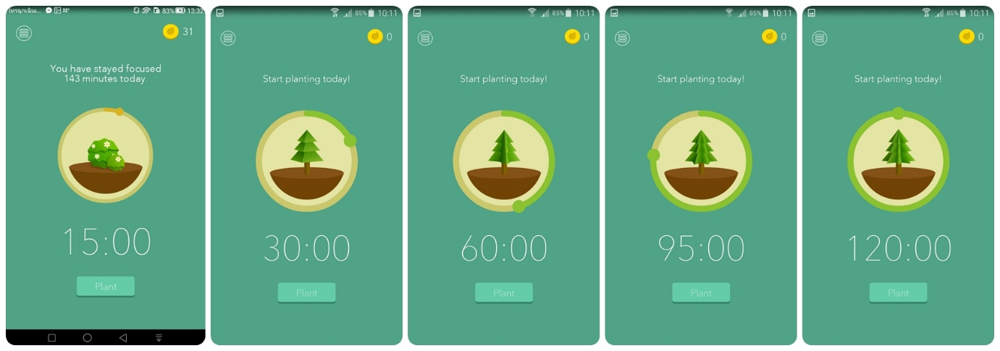 32° 83% 13:32
31
You have stayed focused
143 minutes today.
15:00
Plant
85% 10:11
0
Start planting today!
30:00
Plant
85% 10:11
0
Start planting today!
60:00
Plant
85% 10:11
0
Start planting today!
95:00
Plant
85% 10:11
0
Start planting today!
120:00
Plant